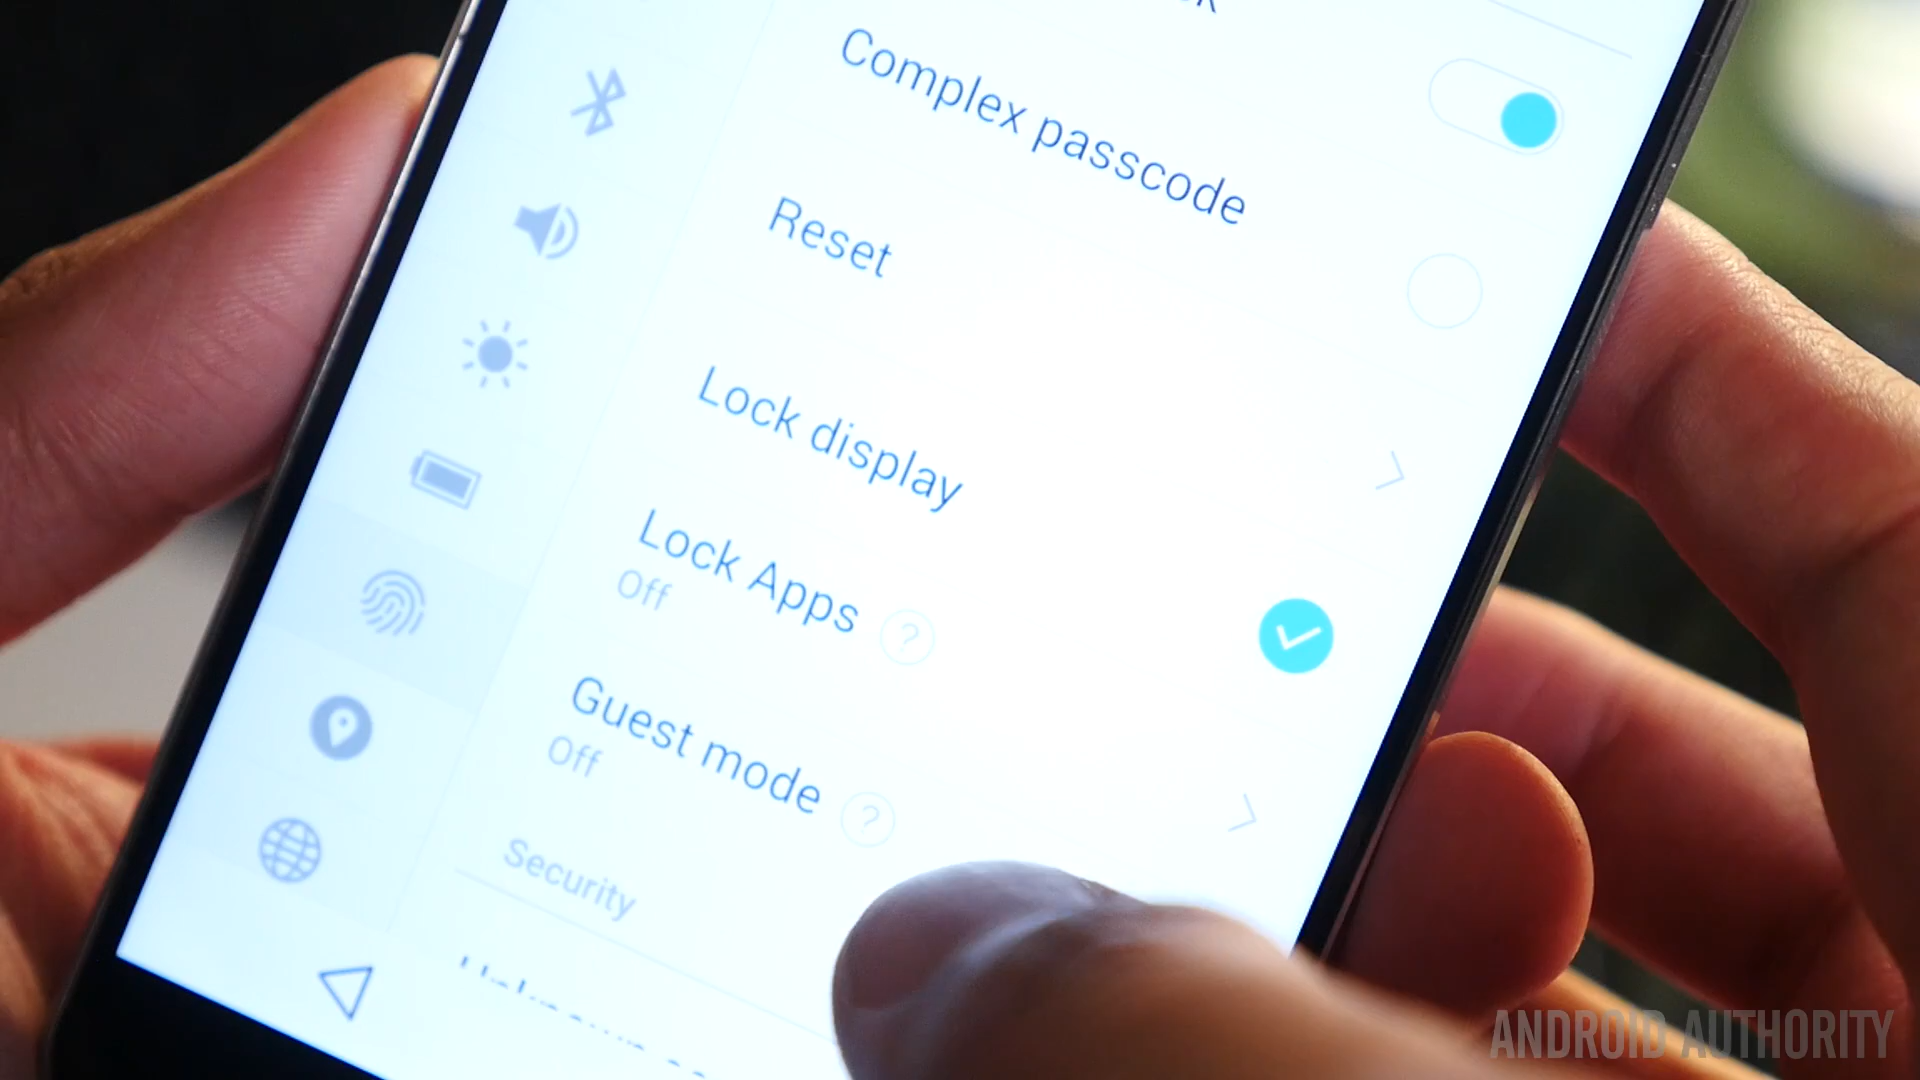 Complex passcode
Reset
Lock display
Lock Apps ?
Off
Guest mode ?
Off
Security
ANDROID AUTHORITY